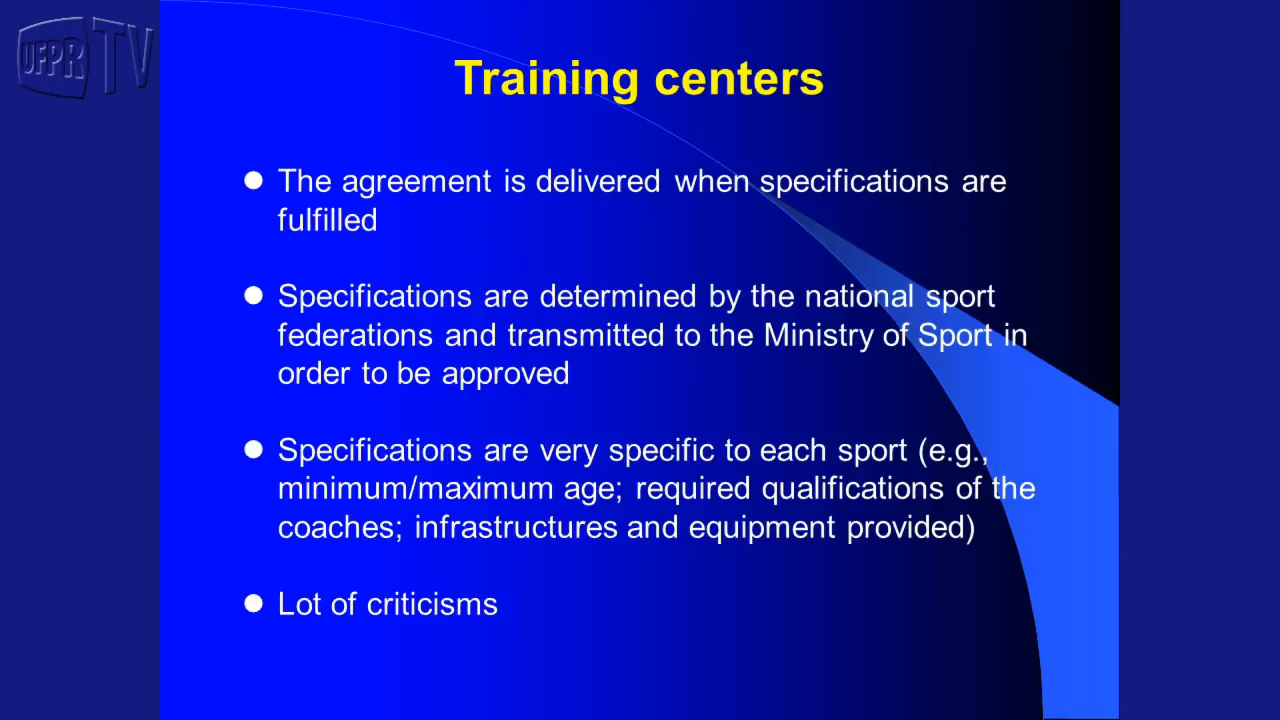 UFPR TV
Training centers
● The agreement is delivered when specifications are
fulfilled
● Specifications are determined by the national sport
federations and transmitted to the Ministry of Sport in
order to be approved
● Specifications are very specific to each sport (e.g.,
minimum/maximum age; required qualifications of the
coaches; infrastructures and equipment provided)
● Lot of criticisms